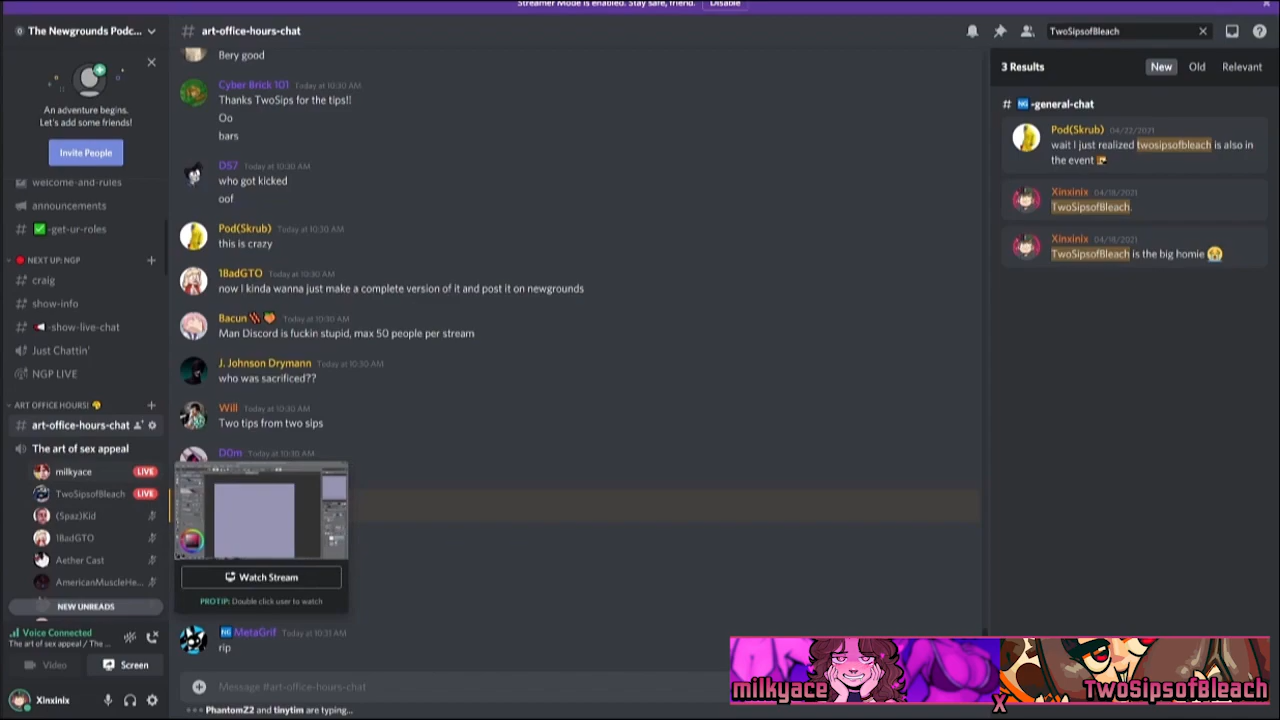 Streamer Mode is enabled. Stay safe, friend. Disable
The Newgrounds Podc...
# art-office-hours-chat
TwoSipsofBleach
An adventure begins.
Let's add some friends!
Invite People
welcome-and-rules
announcements
# -get-ur-roles
NEXT UP: NGP
craig
show-info
-show-live-chat
Just Chattin'
NGP LIVE
ART OFFICE HOURS!
# art-office-hours-chat
The art of sex appeal
milkyace LIVE
TwoSipsofBleach LIVE
(Spaz)Kid
1BadGTO
Aether Cast
AmericanMuscleHe...
NEW UNREADS
Voice Connected
The art of sex appeal / The ...
Video
Screen
Xinxinix
Bery good
Cyber Brick 101 Today at 10:30 AM
Thanks TwoSips for the tips!!
Oo
bars
DS7 Today at 10:30 AM
who got kicked
oof
Pod(Skrub) Today at 10:30 AM
this is crazy
1BadGTO Today at 10:30 AM
now I kinda wanna just make a complete version of it and post it on newgrounds
Bacun Today at 10:30 AM
Man Discord is fuckin stupid, max 50 people per stream
J. Johnson Drymann Today at 10:30 AM
who was sacrificed??
Will Today at 10:30 AM
Two tips from two sips
D0m Today at 10:30 AM
Watch Stream
PROTIP: Double click user to watch
NG MetaGrif Today at 10:31 AM
rip
Message #art-office-hours-chat
PhantomZ2 and tinytim are typing...
3 Results
New
Old
Relevant
# NG -general-chat
Pod(Skrub) 04/22/2021
wait I just realized twosipsofbleach is also in
the event
Xinxinix 04/18/2021
TwoSipsofBleach.
Xinxinix 04/18/2021
TwoSipsofBleach is the big homie
milkyace
X
TwoSipsofBleach